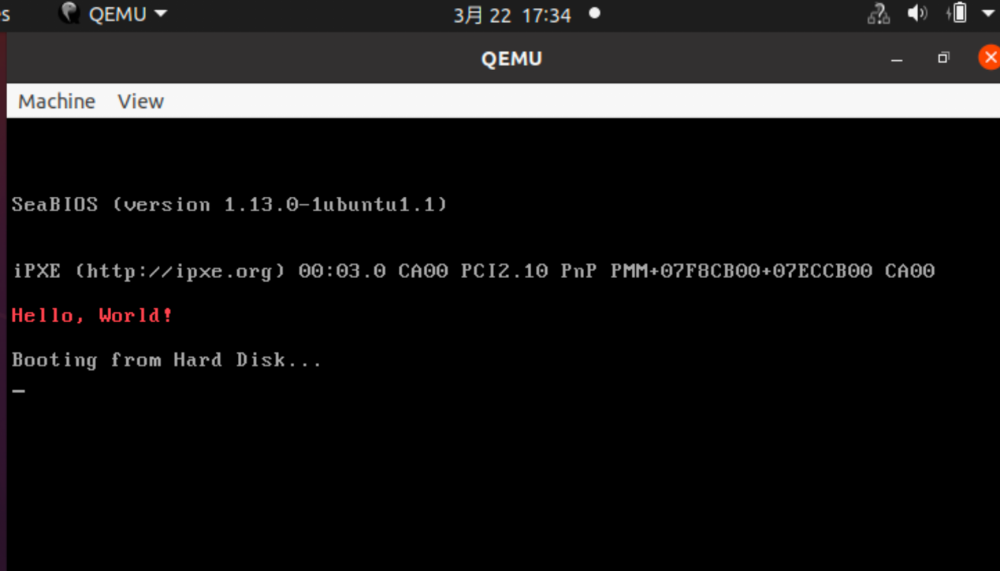 s QEMU 3月 22 17:34
QEMU
Machine View
SeaBIOS (version 1.13.0-1ubuntu1.1)
iPXE (http://ipxe.org) 00:03.0 CA00 PCI2.10 PnP PMM+07F8CB00+07ECCB00 CA00
Hello, World!
Booting from Hard Disk...